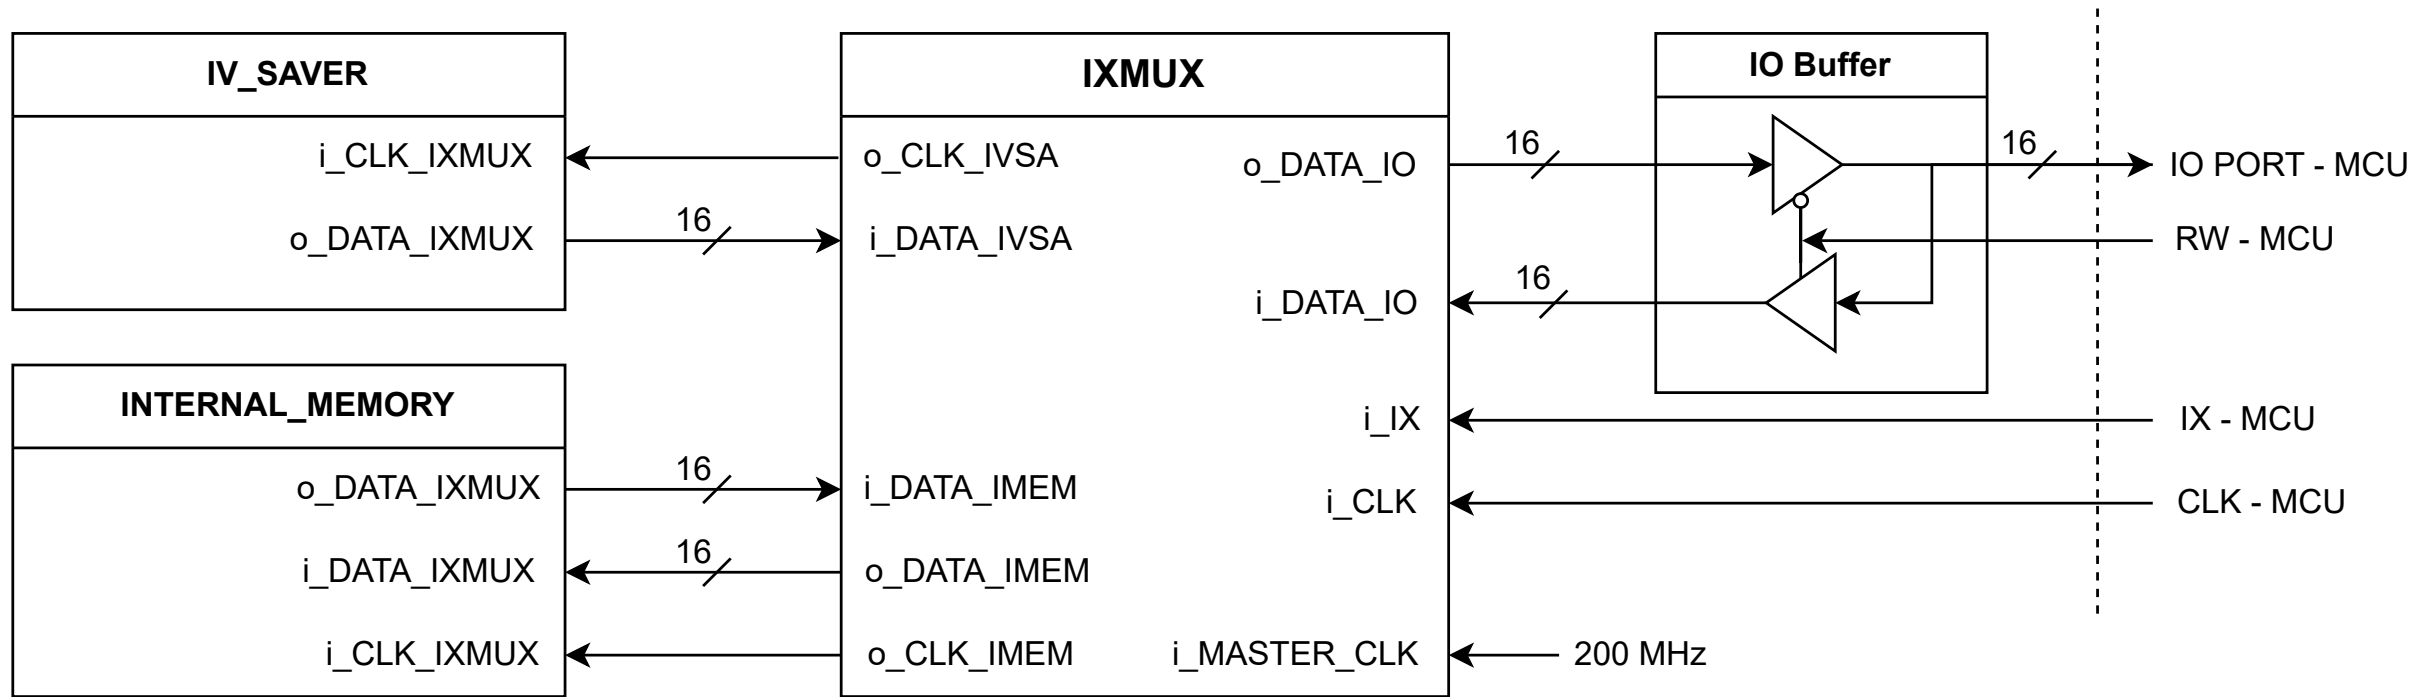 IV_SAVER
i_CLK_IXMUX
o_DATA_IXMUX
16
INTERNAL_MEMORY
o_DATA_IXMUX
16
i_DATA_IXMUX
16
i_CLK_IXMUX
IXMUX
o_CLK_IVSA
i_DATA_IVSA
i_DATA_IMEM
o_DATA_IMEM
o_CLK_IMEM
o_DATA_IO
i_DATA_IO
i_IX
i_CLK
i_MASTER_CLK
16
16
200 MHz
IO Buffer
16
IO PORT - MCU
RW - MCU
IX - MCU
CLK - MCU